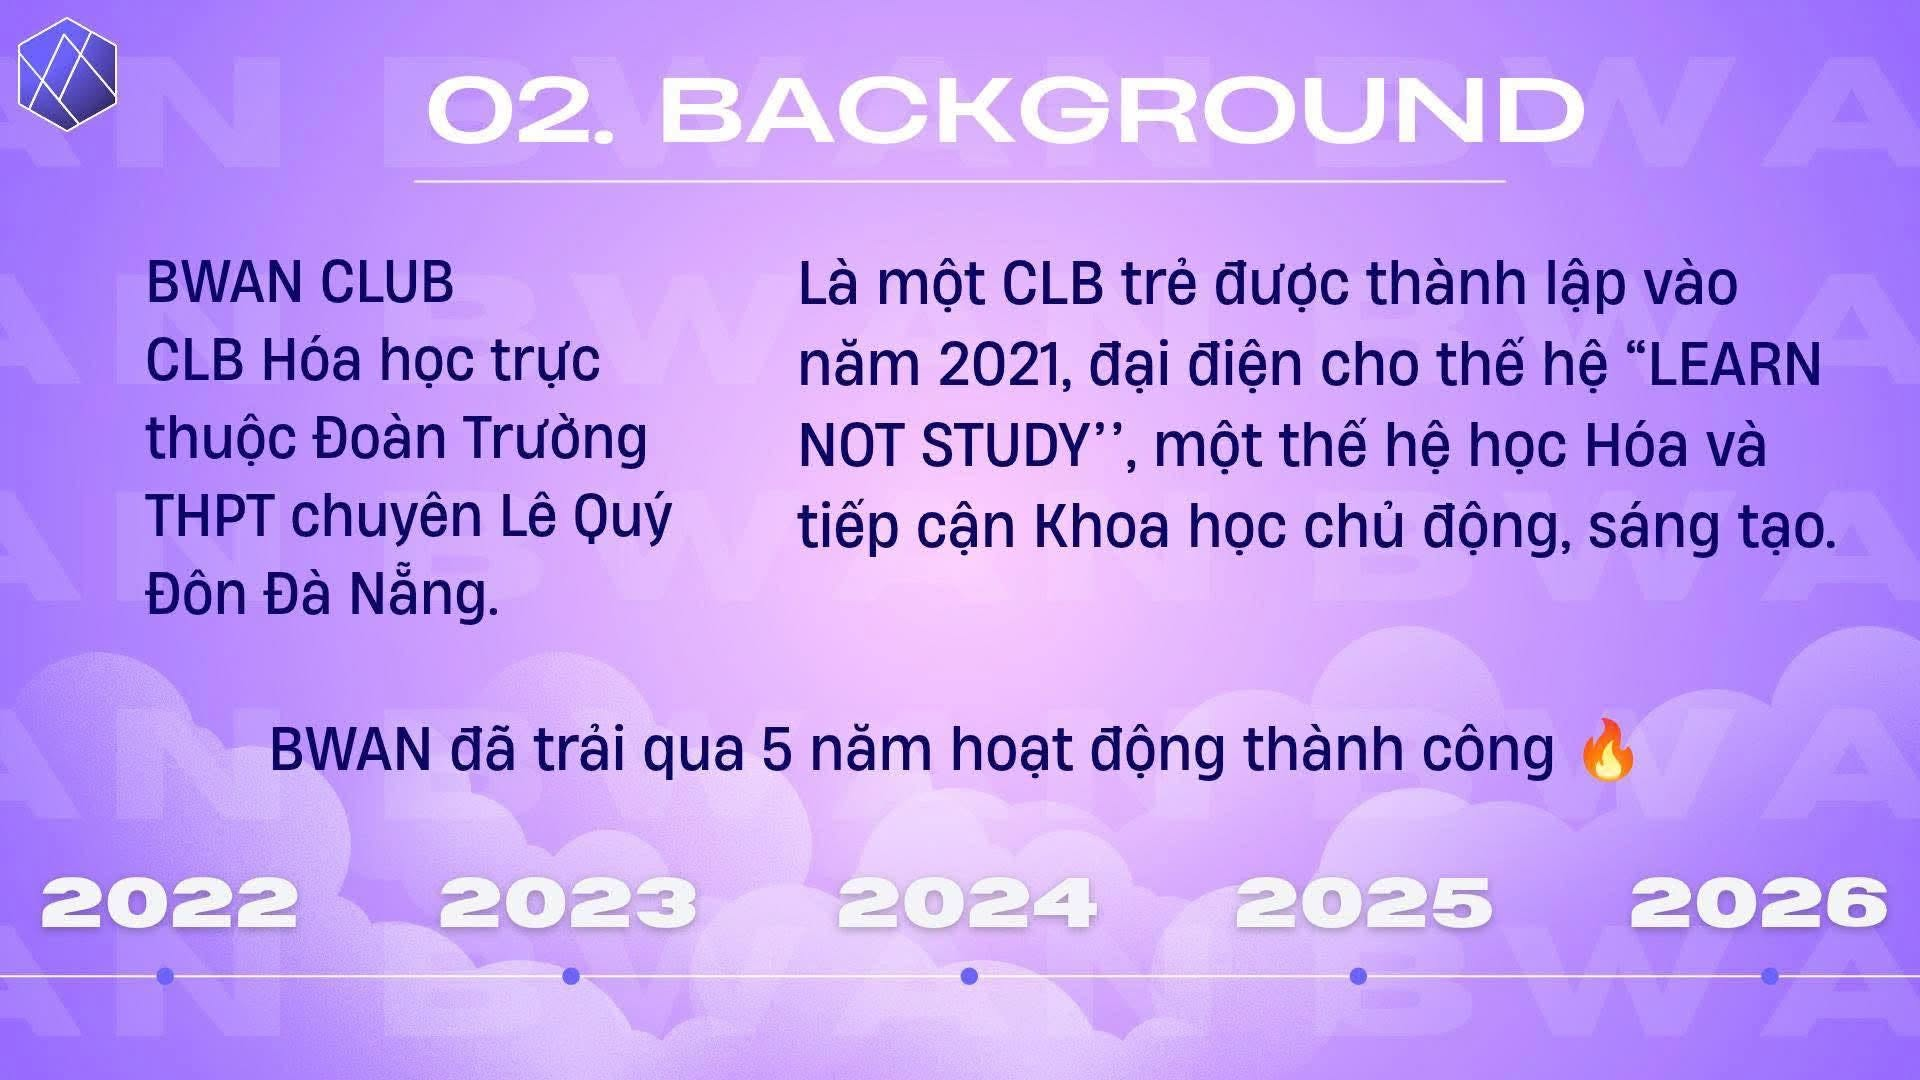 02. BACKGROUND
BWAN CLUB
CLB Hóa học trực
thuộc Đoàn Trường
THPT chuyên Lê Quý
Đôn Đà Nẵng.
Là một CLB trẻ được thành lập vào
năm 2021, đại điện cho thế hệ “LEARN
NOT STUDY’’, một thế hệ học Hóa và
tiếp cận Khoa học chủ động, sáng tạo.
BWAN đã trải qua 5 năm hoạt động thành công 🔥
2022 2023 2024 2025 2026